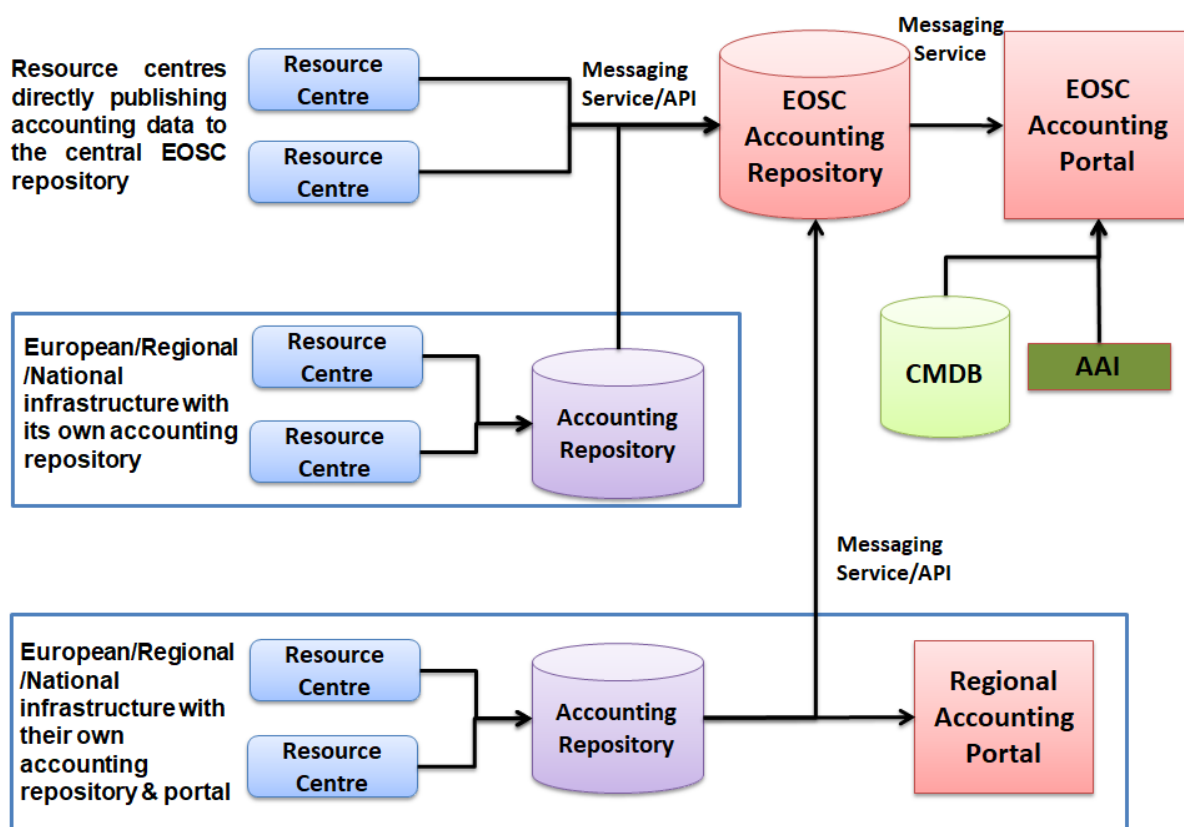 Resource centres
directly publishing
accounting data to
the central EOSC
repository
Resource
Centre
Resource
Centre
Messaging
Service/API
EOSC
Accounting
Repository
Messaging
Service
EOSC
Accounting
Portal
CMDB
AAI
European/Regional
/National
infrastructure with
its own accounting
repository
Resource
Centre
Resource
Centre
Accounting
Repository
Messaging
Service/API
European/Regional
/National
infrastructure with
their own
accounting
repository & portal
Resource
Centre
Resource
Centre
Accounting
Repository
Regional
Accounting
Portal